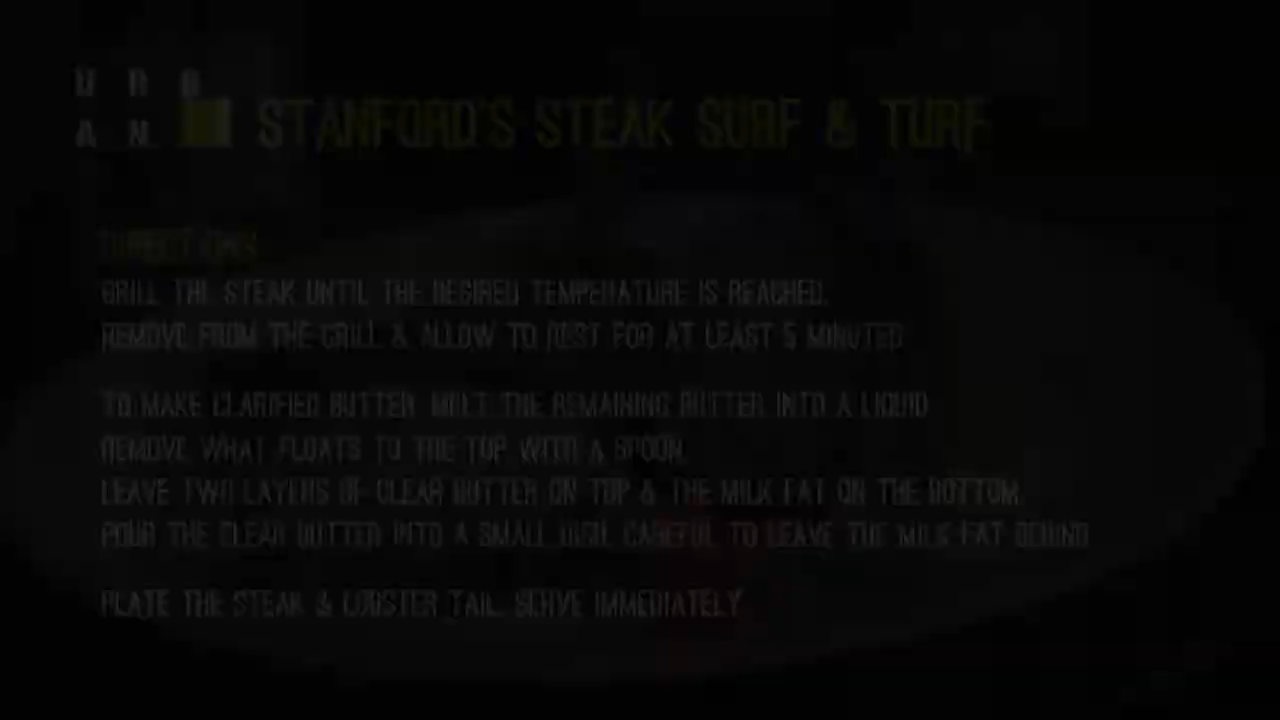 U R B
A N
STANFORD'S STEAK SURF & TURF
DIRECTIONS
GRILL THE STEAK UNTIL THE DESIRED TEMPERATURE IS REACHED.
REMOVE FROM THE GRILL & ALLOW TO REST FOR AT LEAST 5 MINUTES
TO MAKE CLARIFIED BUTTER, MELT THE REMAINING BUTTER INTO A LIQUID
REMOVE WHAT FLOATS TO THE TOP WITH A SPOON.
LEAVE TWO LAYERS OF CLEAR BUTTER ON TOP & THE MILK FAT ON THE BOTTOM.
POUR THE CLEAR BUTTER INTO A SMALL DISH, CAREFUL TO LEAVE THE MILK FAT BEHIND
PLATE THE STEAK & LOBSTER TAIL. SERVE IMMEDIATELY